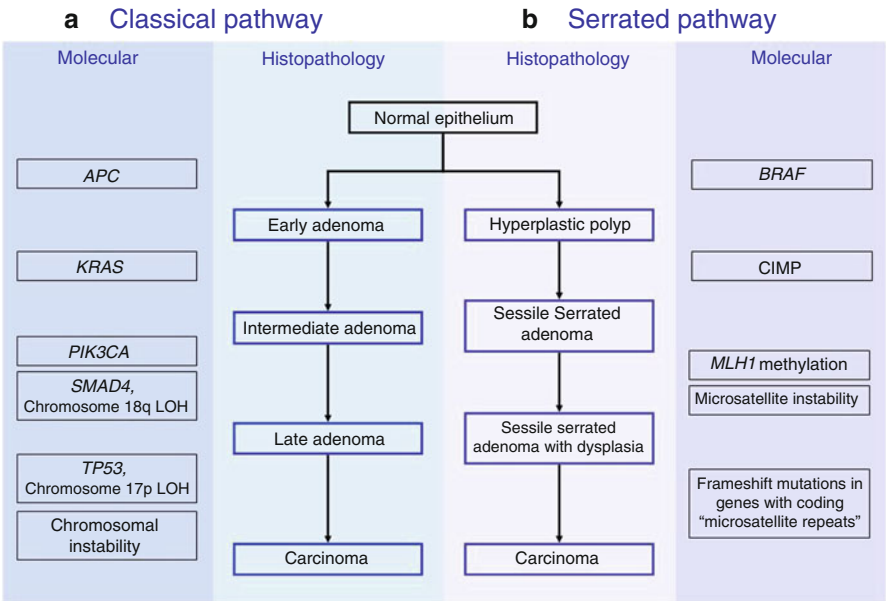 a Classical pathway
b Serrated pathway
Molecular
Histopathology
Histopathology
Molecular
Normal epithelium
APC
KRAS
PIK3CA
SMAD4,
Chromosome 18q LOH
TP53,
Chromosome 17p LOH
Chromosomal
instability
Early adenoma
Intermediate adenoma
Late adenoma
Carcinoma
Hyperplastic polyp
Sessile Serrated
adenoma
Sessile serrated
adenoma with dysplasia
Carcinoma
BRAF
CIMP
MLH1 methylation
Microsatellite instability
Frameshift mutations in
genes with coding
“microsatellite repeats”